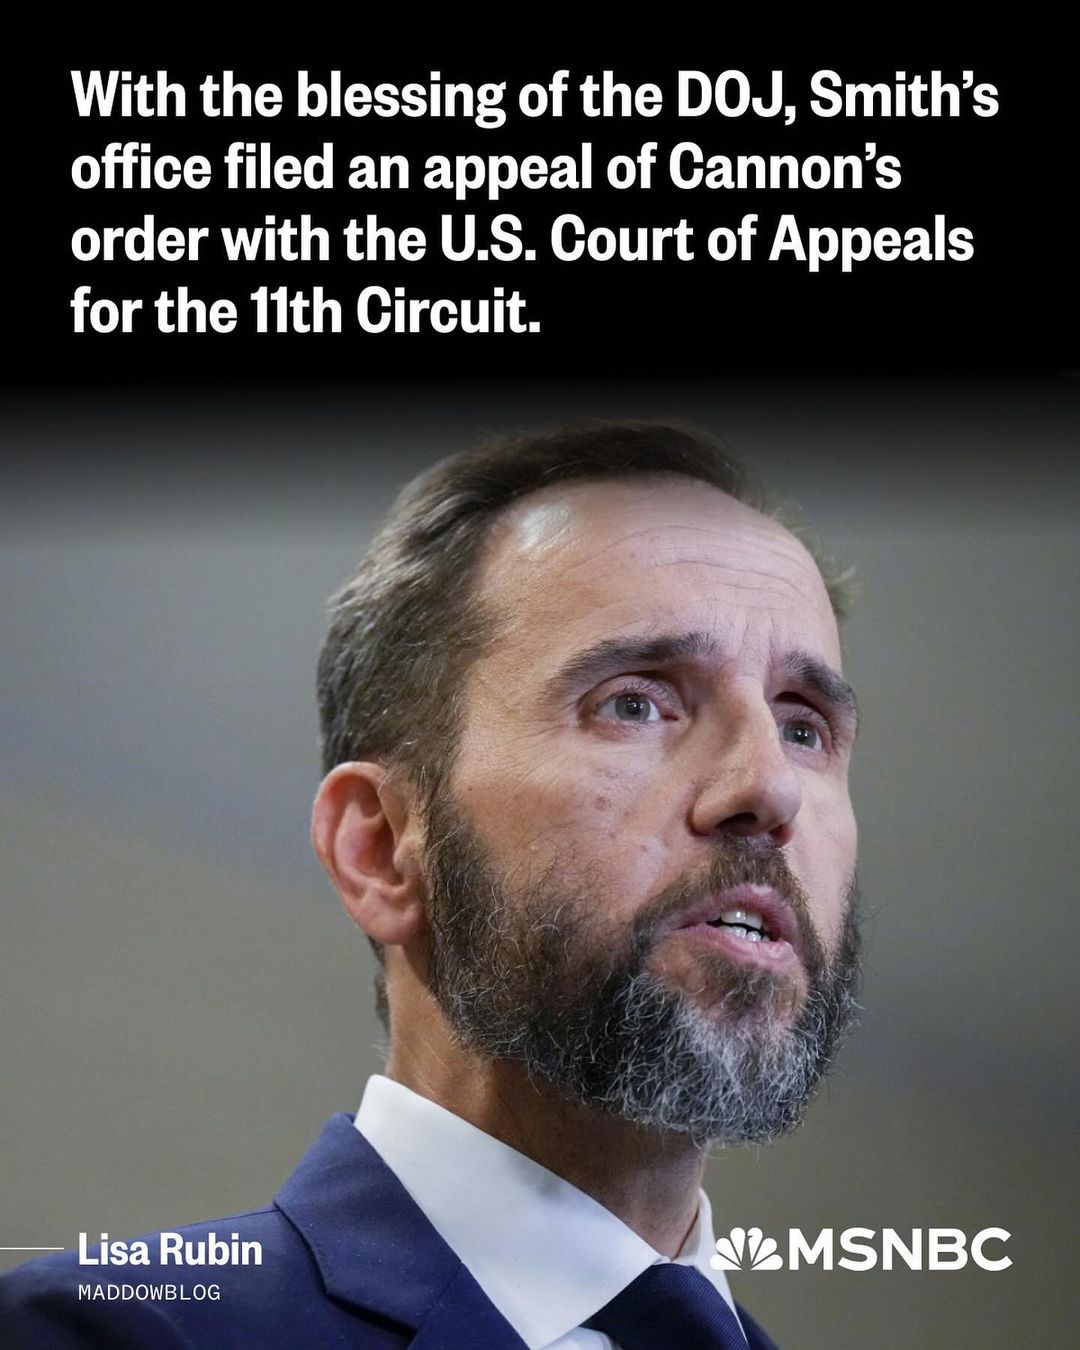 With the blessing of the DOJ, Smith's
office filed an appeal of Cannon's
order with the U.S. Court of Appeals
for the 11th Circuit.
Lisa Rubin
MADDOWBLOG
MSNBC